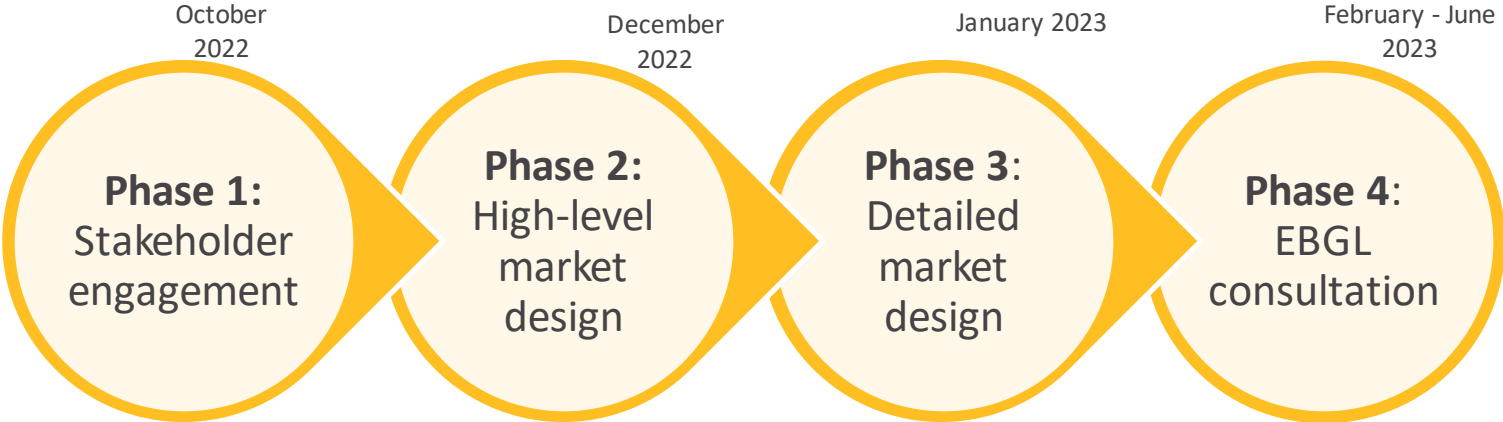 October
2022
December
2022
January 2023
February - June
2023
Phase 1:
Stakeholder
engagement
Phase 2:
High-level
market
design
Phase 3:
Detailed
market
design
Phase 4:
EBGL
consultation